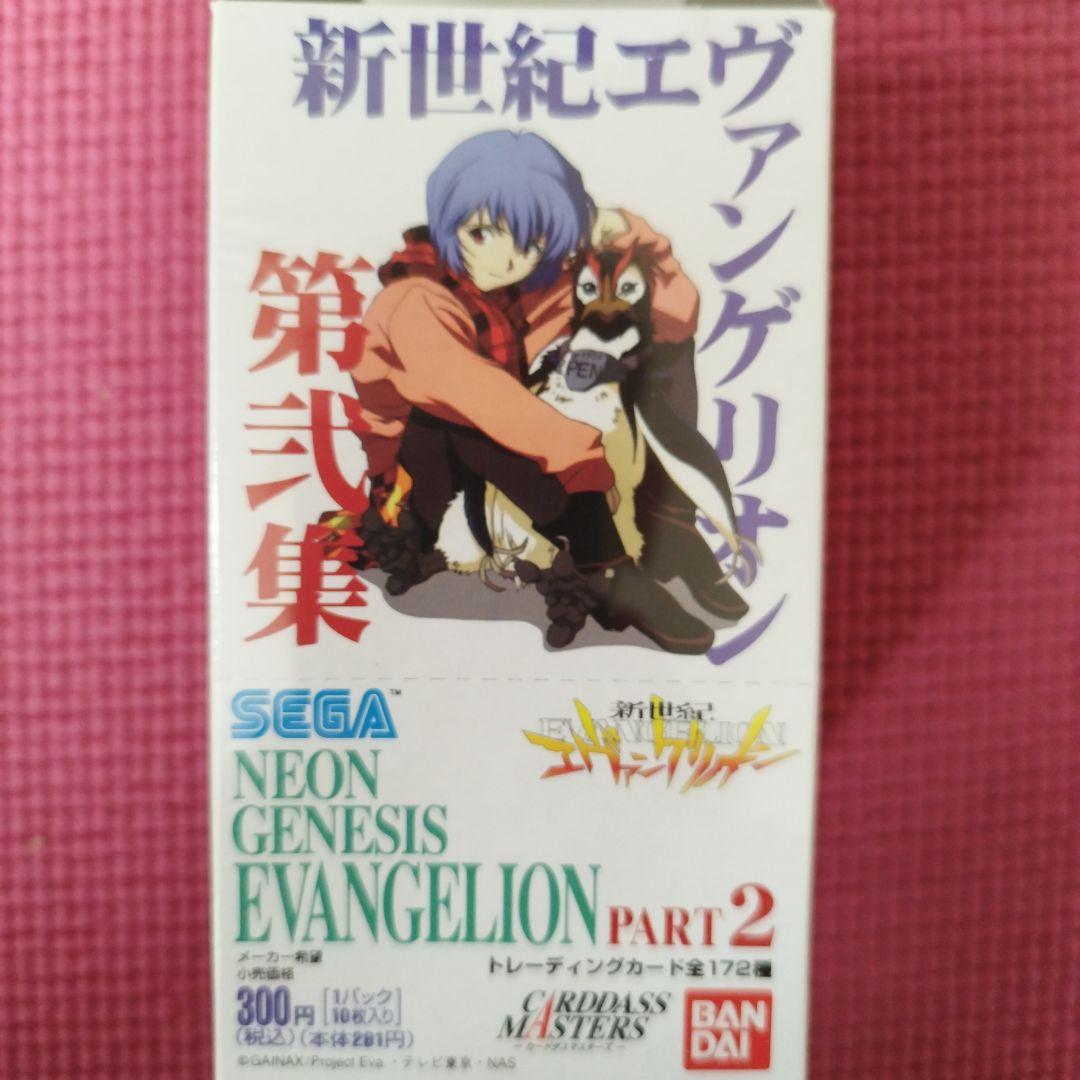 新世紀エヴァンゲリオン
第弐集
PEN
SEGA™
新世紀
EVANGELION
エヴァンゲリオン
NEON
GENESIS
EVANGELION PART 2
メーカー希望
小売価格
トレーディングカード全172種
300円 [1パック10枚入り]
(税込)(本体281円)
CARDDASS
MASTERS
ーカードダスマスターズー
BAN
DAI
©GAINAX/Project Eva.・テレビ東京・NAS